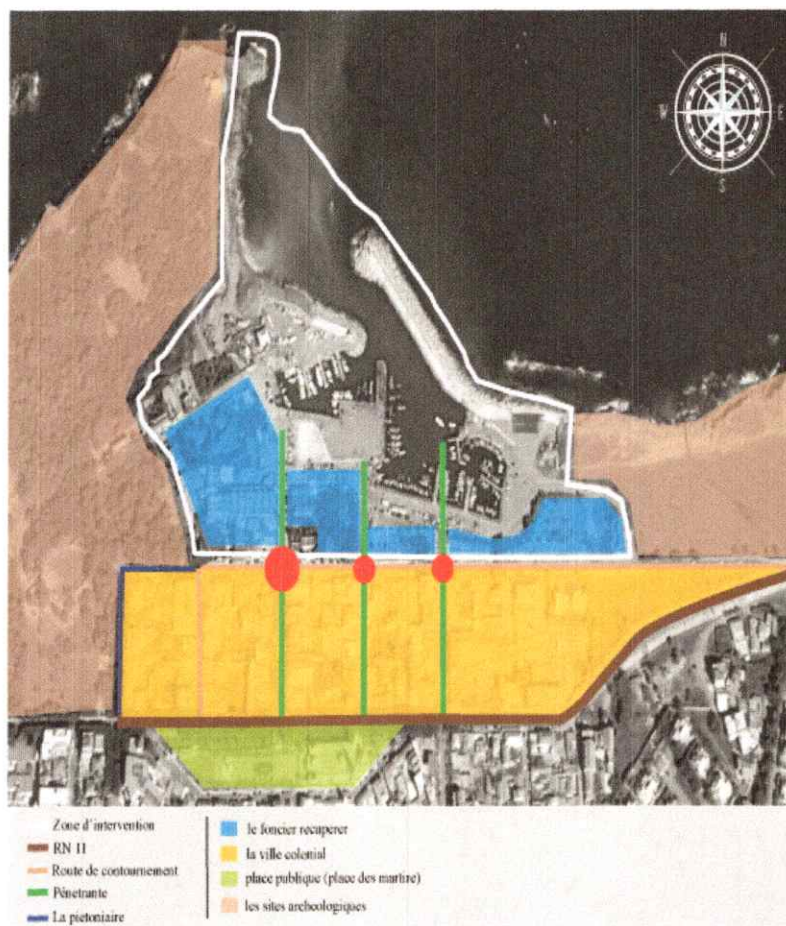 N
W
E
S
Zone d'intervention
RN 11
Route de contournement
Pénetrante
La pietoniaire
le foncier recuperer
la ville colonial
place publique (place des martire)
les sites archeologiques